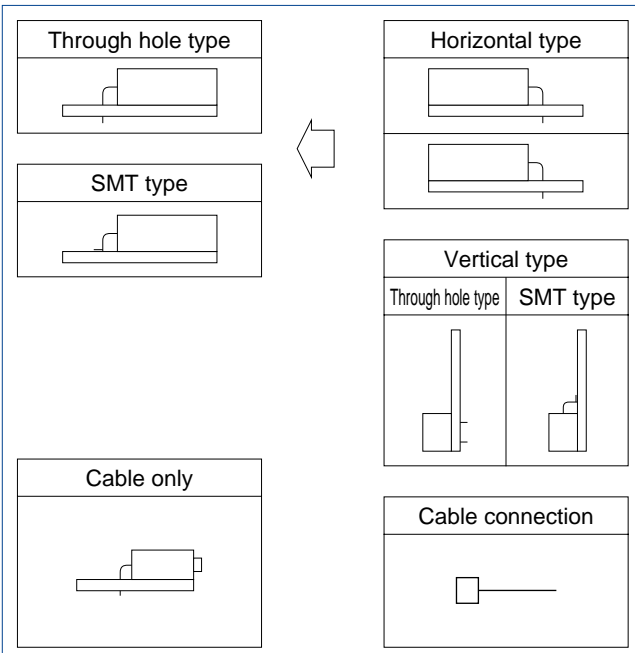 Through hole type
SMT type
Cable only
Horizontal type
Vertical type
Through hole type
SMT type
Cable connection